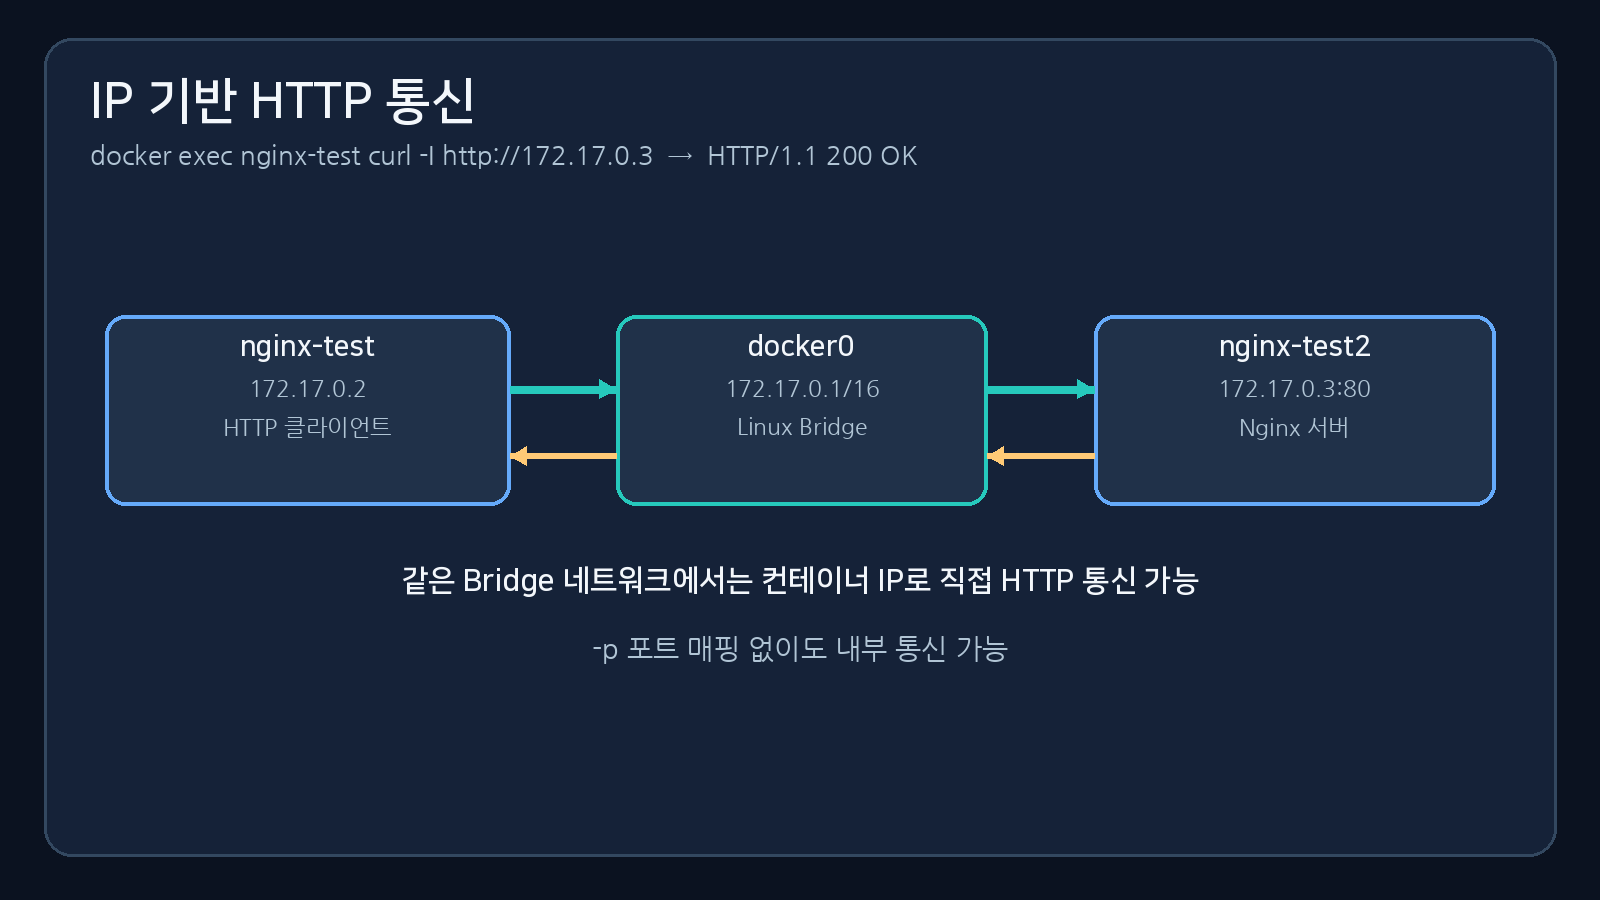 IP 기반 HTTP 통신
docker exec nginx-test curl -I http://172.17.0.3 → HTTP/1.1 200 OK
nginx-test
172.17.0.2
HTTP 클라이언트
docker0
172.17.0.1/16
Linux Bridge
nginx-test2
172.17.0.3:80
Nginx 서버
같은 Bridge 네트워크에서는 컨테이너 IP로 직접 HTTP 통신 가능
-p 포트 매핑 없이도 내부 통신 가능